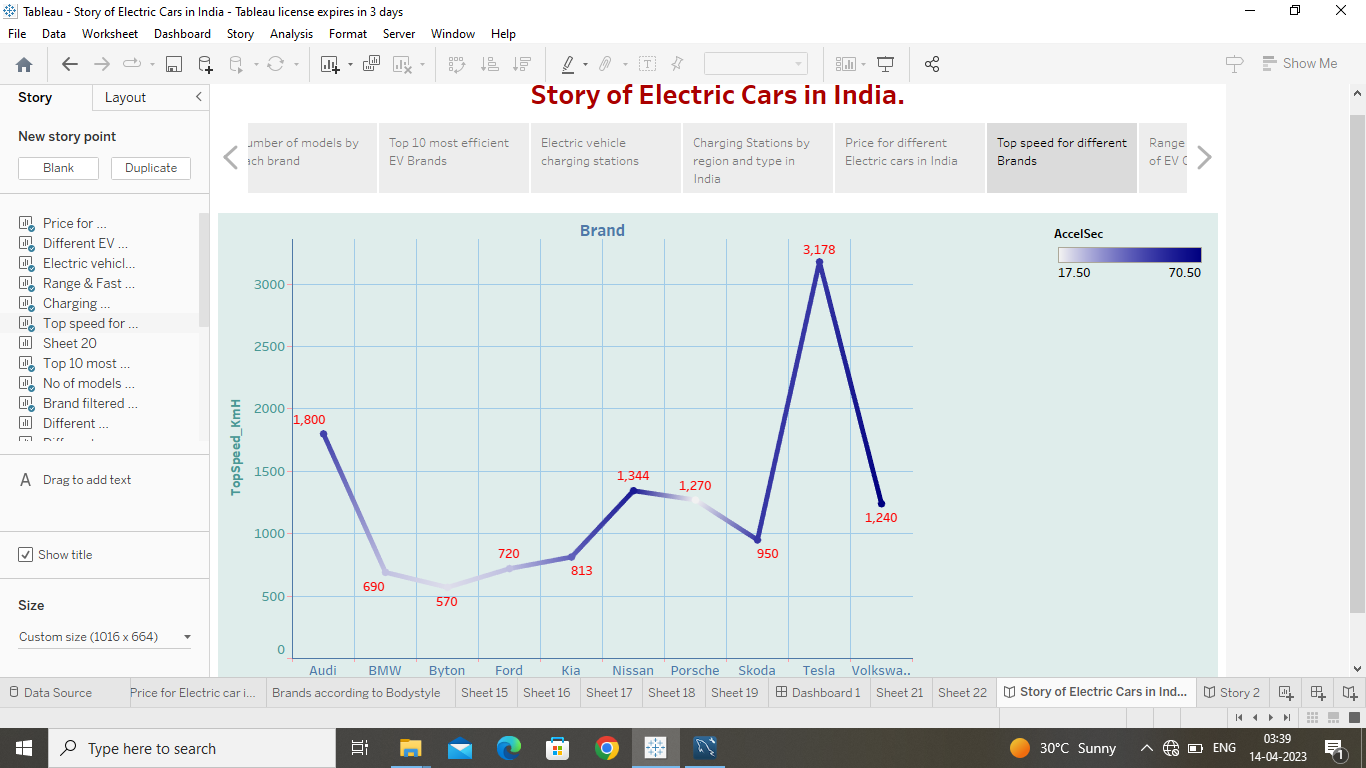 Tableau - Story of Electric Cars in India - Tableau license expires in 3 days
File Data Worksheet Dashboard Story Analysis Format Server Window Help
Show Me
Story Layout
New story point
Blank Duplicate
Price for ...
Different EV ...
Electric vehicl...
Range & Fast ...
Charging ...
Top speed for ...
Sheet 20
Top 10 most ...
No of models ...
Brand filtered ...
Different ...
A Drag to add text
Show title
Size
Custom size (1016 x 664)
Story of Electric Cars in India.
umber of models by
ach brand
Top 10 most efficient
EV Brands
Electric vehicle
charging stations
Charging Stations by
region and type in
India
Price for different
Electric cars in India
Top speed for different
Brands
Range
of EV C
Brand
AccelSec
17.50 70.50
TopSpeed_KmH
3000
2500
2000
1500
1000
500
0
1,800
690
570
720
813
1,344
1,270
950
3,178
1,240
Audi BMW Byton Ford Kia Nissan Porsche Skoda Tesla Volkswa..
Data Source Price for Electric car i... Brands according to Bodystyle Sheet 15 Sheet 16 Sheet 17 Sheet 18 Sheet 19 Dashboard 1 Sheet 21 Sheet 22 Story of Electric Cars in Ind... Story 2
Type here to search
30°C Sunny
ENG
03:39
14-04-2023
1